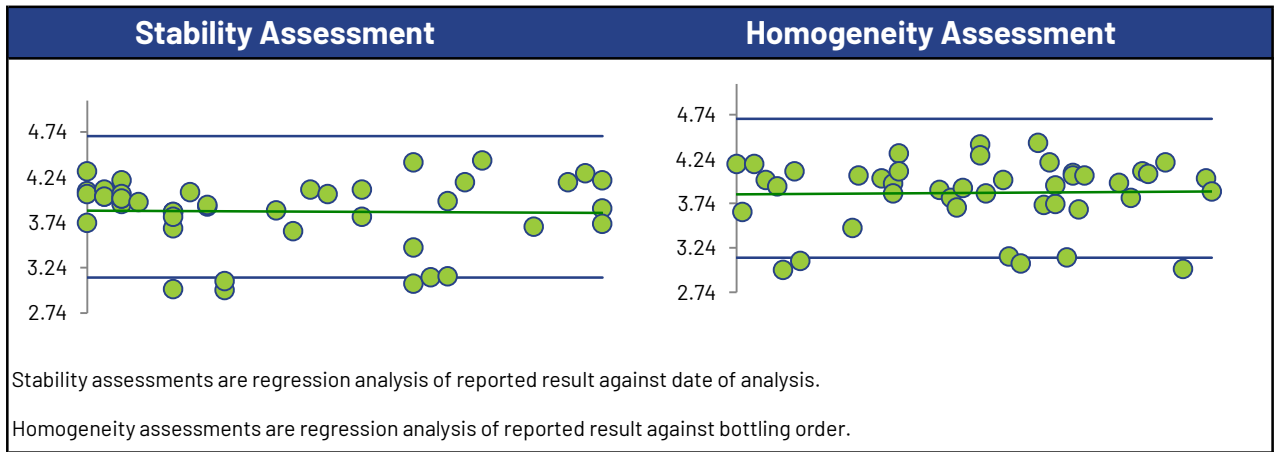 Stability Assessment
Homogeneity Assessment
4.74
4.24
3.74
3.24
2.74
4.74
4.24
3.74
3.24
2.74
Stability assessments are regression analysis of reported result against date of analysis.
Homogeneity assessments are regression analysis of reported result against bottling order.